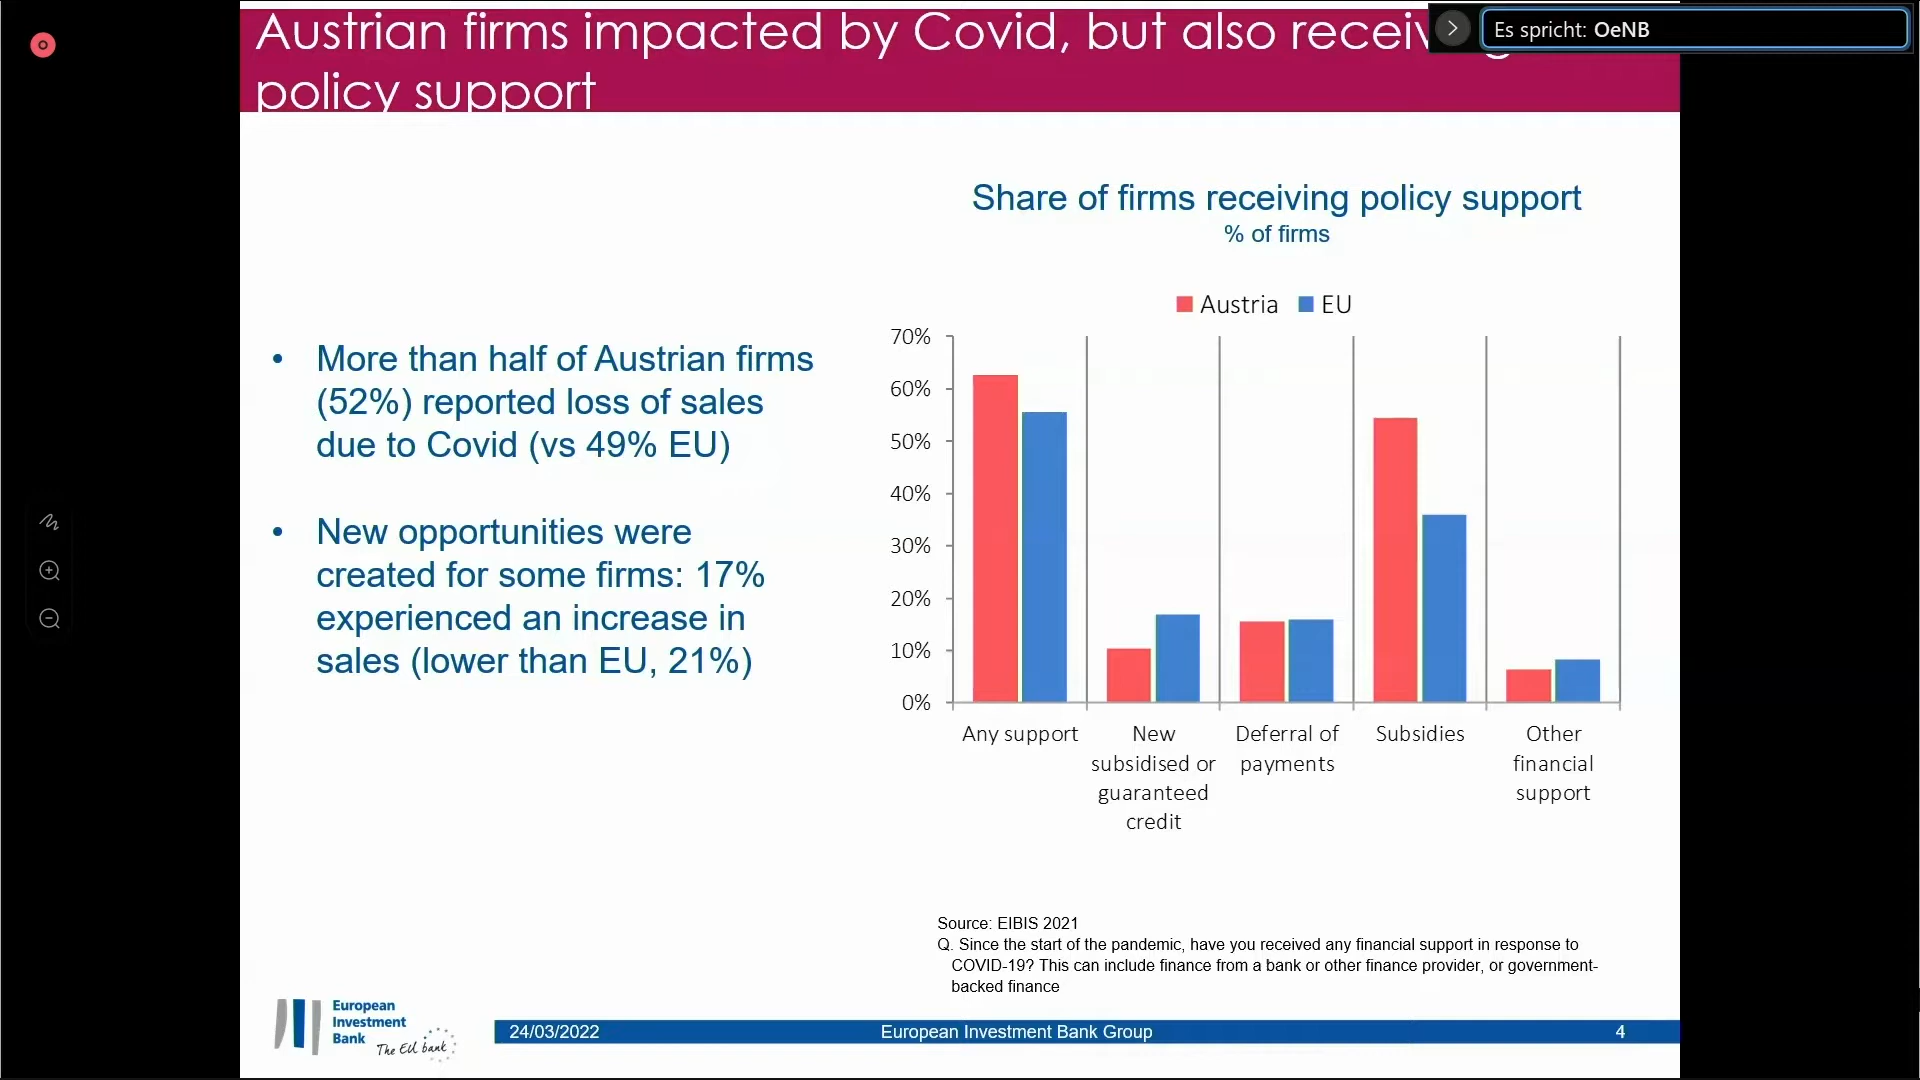 Austrian firms impacted by Covid, but also
policy support
Es spricht: OeNB
Share of firms receiving policy support
% of firms
Austria EU
• More than half of Austrian firms
(52%) reported loss of sales
due to Covid (vs 49% EU)
• New opportunities were
created for some firms: 17%
experienced an increase in
sales (lower than EU, 21%)
70%
60%
50%
40%
30%
20%
10%
0%
Any support
New
subsidised or
guaranteed
credit
Deferral of
payments
Subsidies
Other
financial
support
Source: EIBIS 2021
Q. Since the start of the pandemic, have you received any financial support in response to
COVID-19? This can include finance from a bank or other finance provider, or government-
backed finance
European
Investment
Bank
The EU bank
24/03/2022
European Investment Bank Group
4